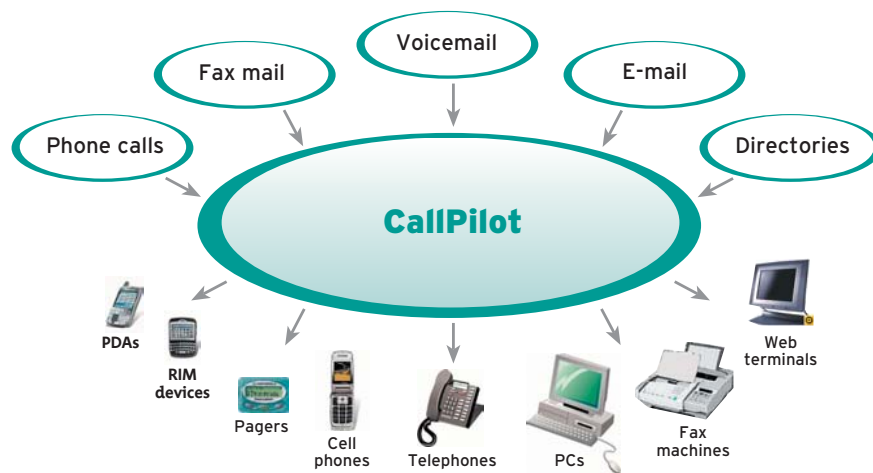 Voicemail
Fax mail
E-mail
Phone calls
Directories
CallPilot
PDAs
RIM
devices
Pagers
Cell
phones
Telephones
PCs
Fax
machines
Web
terminals